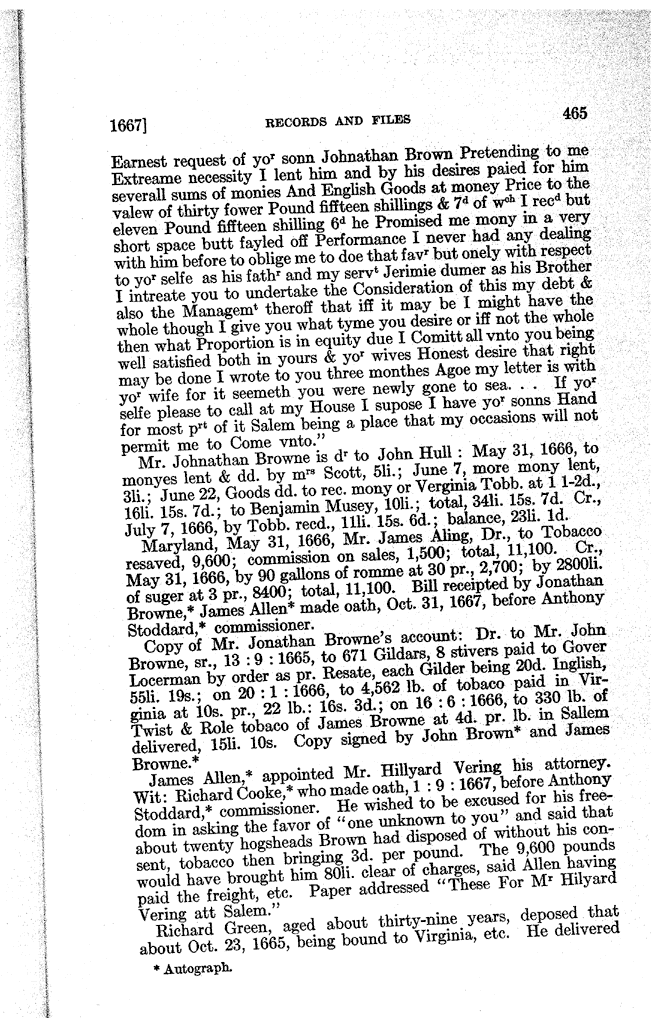 1667] RECORDS AND FILES 465
Earnest request of yoʳ sonn Johnathan Brown Pretending to me
Extreame necessity I lent him and by his desires paied for him
severall sums of monies And English Goods at money Price to the
valew of thirty fower Pound fiffteen shillings & 7ᵈ of wᶜʰ I recᵈ but
eleven Pound fiffteen shilling 6ᵈ he Promised me mony in a very
short space butt fayled off Performance I never had any dealing
with him before to oblige me to doe that favʳ but onely with respect
to yoʳ selfe as his fathʳ and my servᵗ Jerimie dumer as his Brother
I intreate you to undertake the Consideration of this my debt &
also the Managemᵗ theroff that iff it may be I might have the
whole though I give you what tyme you desire or iff not the whole
then what Proportion is in equity due I Comitt all vnto you being
well satisfied both in yours & yoʳ wives Honest desire that right
may be done I wrote to you three monthes Agoe my letter is with
yoʳ wife for it seemeth you were newly gone to sea. . . If yoʳ
selfe please to call at my House I supose I have yoʳ sonns Hand
for most pʳᵗ of it Salem being a place that my occasions will not
permit me to Come vnto."
Mr. Johnathan Browne is dʳ to John Hull : May 31, 1666, to
monyes lent & dd. by mʳˢ Scott, 5li.; June 7, more mony lent,
3li.; June 22, Goods dd. to rec. mony or Verginia Tobb. at 1 1-2d.,
16li. 15s. 7d.; to Benjamin Musey, 10li.; total, 34li. 15s. 7d. Cr.,
July 7, 1666, by Tobb. recd., 11li. 15s. 6d.; balance, 23li. 1d.
Maryland, May 31, 1666, Mr. James Aling, Dr., to Tobacco
resaved, 9,600; commission on sales, 1,500; total, 11,100. Cr.,
May 31, 1666, by 90 gallons of romme at 30 pr., 2,700; by 2800li.
of suger at 3 pr., 8400; total, 11,100. Bill receipted by Jonathan
Browne,* James Allen* made oath, Oct. 31, 1667, before Anthony
Stoddard,* commissioner.
Copy of Mr. Jonathan Browne's account: Dr. to Mr. John
Browne, sr., 13 : 9 : 1665, to 671 Gildars, 8 stivers paid to Gover
Locerman by order as pr. Resate, each Gilder being 20d. Inglish,
55li. 19s.; on 20 : 1 : 1666, to 4,562 lb. of tobacco paid in Vir-
ginia at 10s. pr., 22 lb.: 16s. 3d.; on 16 : 6 : 1666, to 330 lb. of
Twist & Role tobaco of James Browne at 4d. pr. lb. in Sallem
delivered, 15li. 10s. Copy signed by John Brown* and James
Browne.*
James Allen,* appointed Mr. Hillyard Vering his attorney.
Wit: Richard Cooke,* who made oath, 1 : 9 : 1667, before Anthony
Stoddard,* commissioner. He wished to be excused for his free-
dom in asking the favor of "one unknown to you" and said that
about twenty hogsheads Brown had disposed of without his con-
sent, tobacco then bringing 3d. per pound. The 9,600 pounds
would have brought him 80li. clear of charges, said Allen having
paid the freight, etc. Paper addressed "These For Mʳ Hilyard
Vering att Salem."
Richard Green, aged about thirty-nine years, deposed that
about Oct. 23, 1665, being bound to Virginia, etc. He delivered
* Autograph.